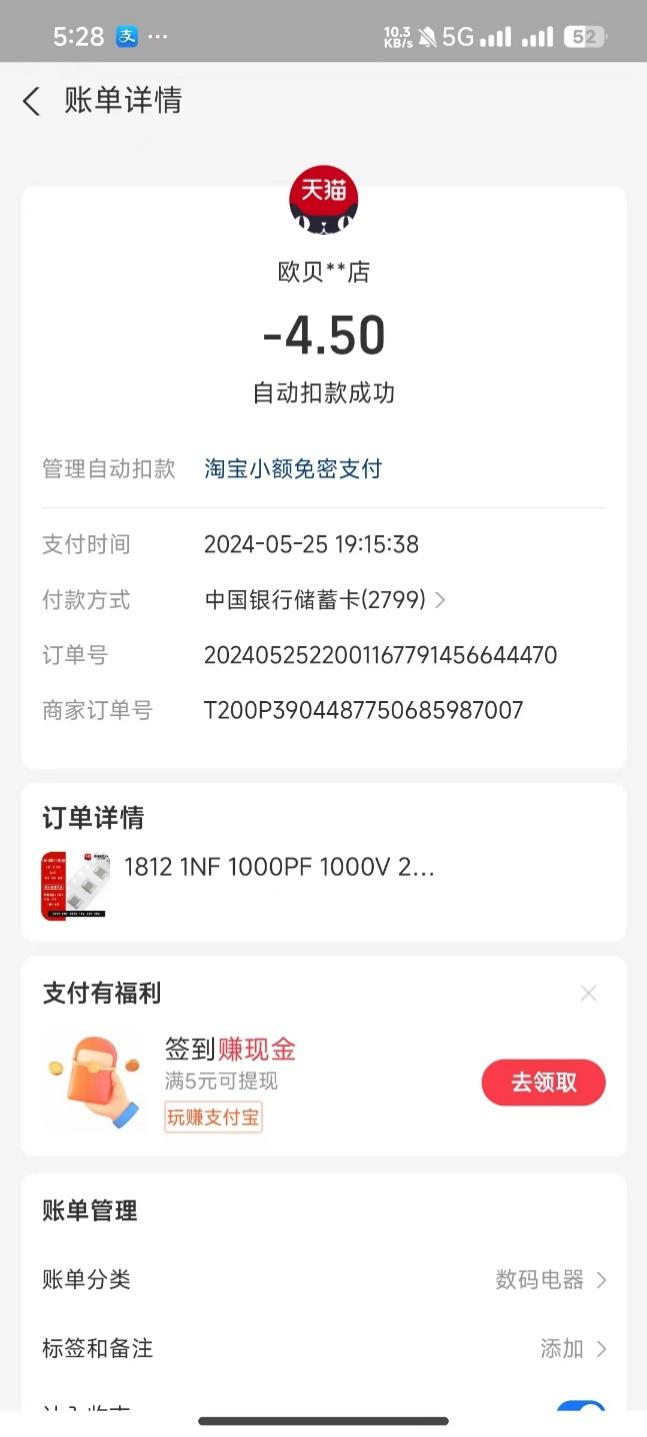 5:28 支 ··· 10.3 KB/s 5G 52
账单详情
天猫
欧贝**店
-4.50
自动扣款成功
管理自动扣款 淘宝小额免密支付
支付时间 2024-05-25 19:15:38
付款方式 中国银行储蓄卡(2799)
订单号 2024052522001167791456644470
商家订单号 T200P3904487750685987007
订单详情
1812 1NF 1000PF 1000V 2...
支付有福利
签到赚现金
满5元可提现
去领取
玩赚支付宝
账单管理
账单分类 数码电器
标签和备注 添加